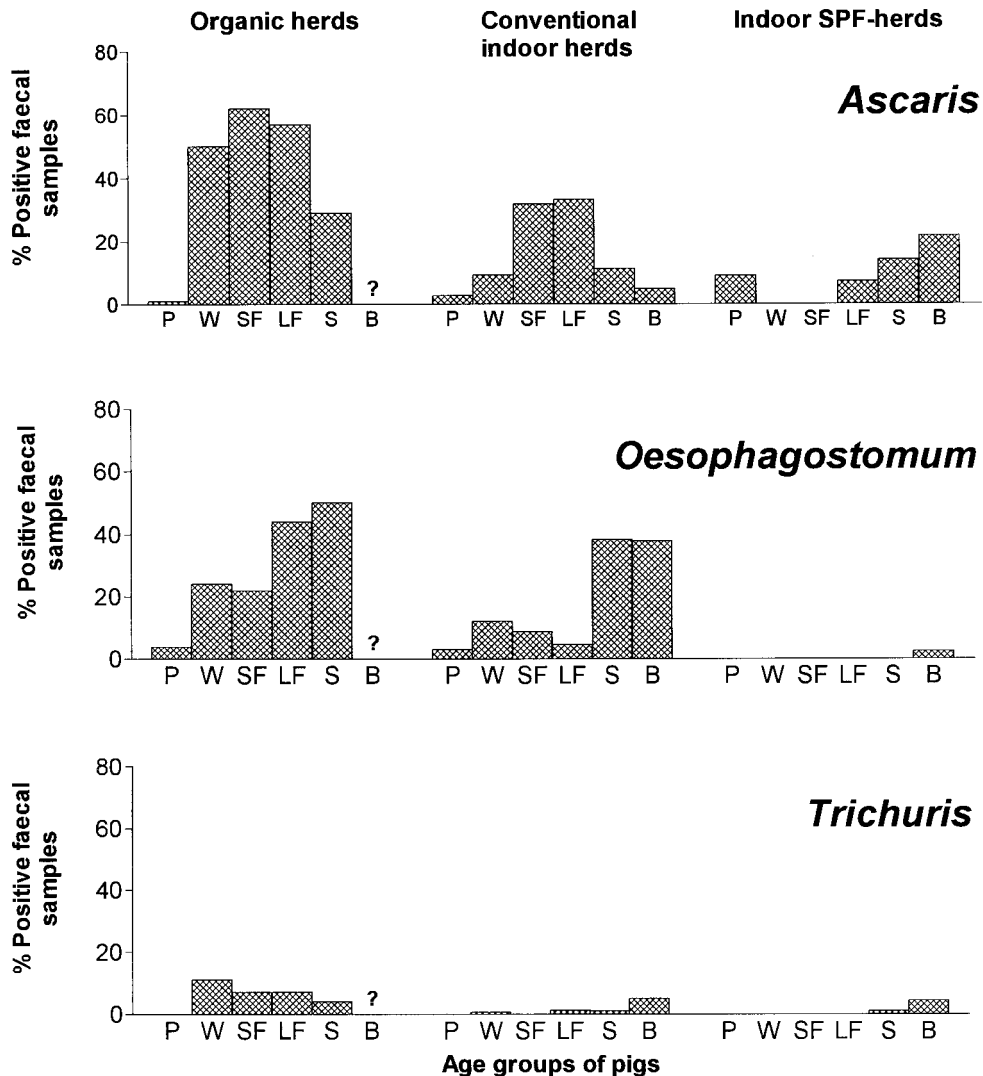 Organic herds
Conventional
indoor herds
Indoor SPF-herds
% Positive faecal
samples
80
60
40
20
0
Ascaris
?
P W SF LF S B
P W SF LF S B
P W SF LF S B
% Positive faecal
samples
80
60
40
20
0
Oesophagostomum
?
P W SF LF S B
P W SF LF S B
P W SF LF S B
% Positive faecal
samples
80
60
40
20
0
Trichuris
?
P W SF LF S B
P W SF LF S B
P W SF LF S B
Age groups of pigs